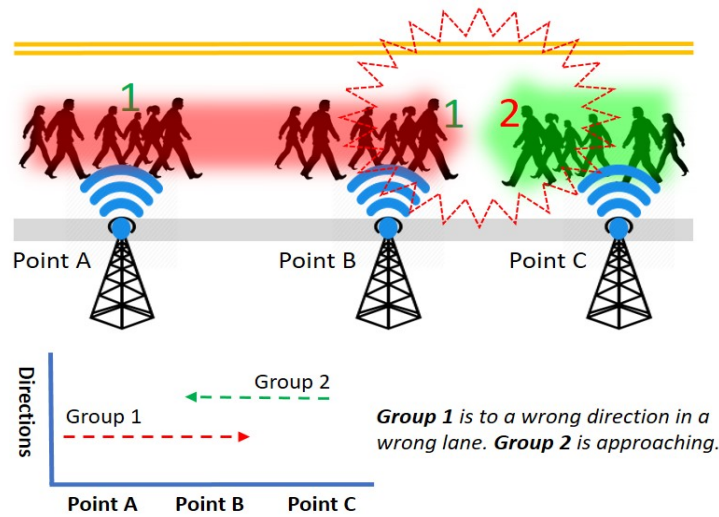 1
1
2
Point A
Point B
Point C
Directions
Group 2
Group 1
Point A
Point B
Point C
Group 1 is to a wrong direction in a
wrong lane. Group 2 is approaching.